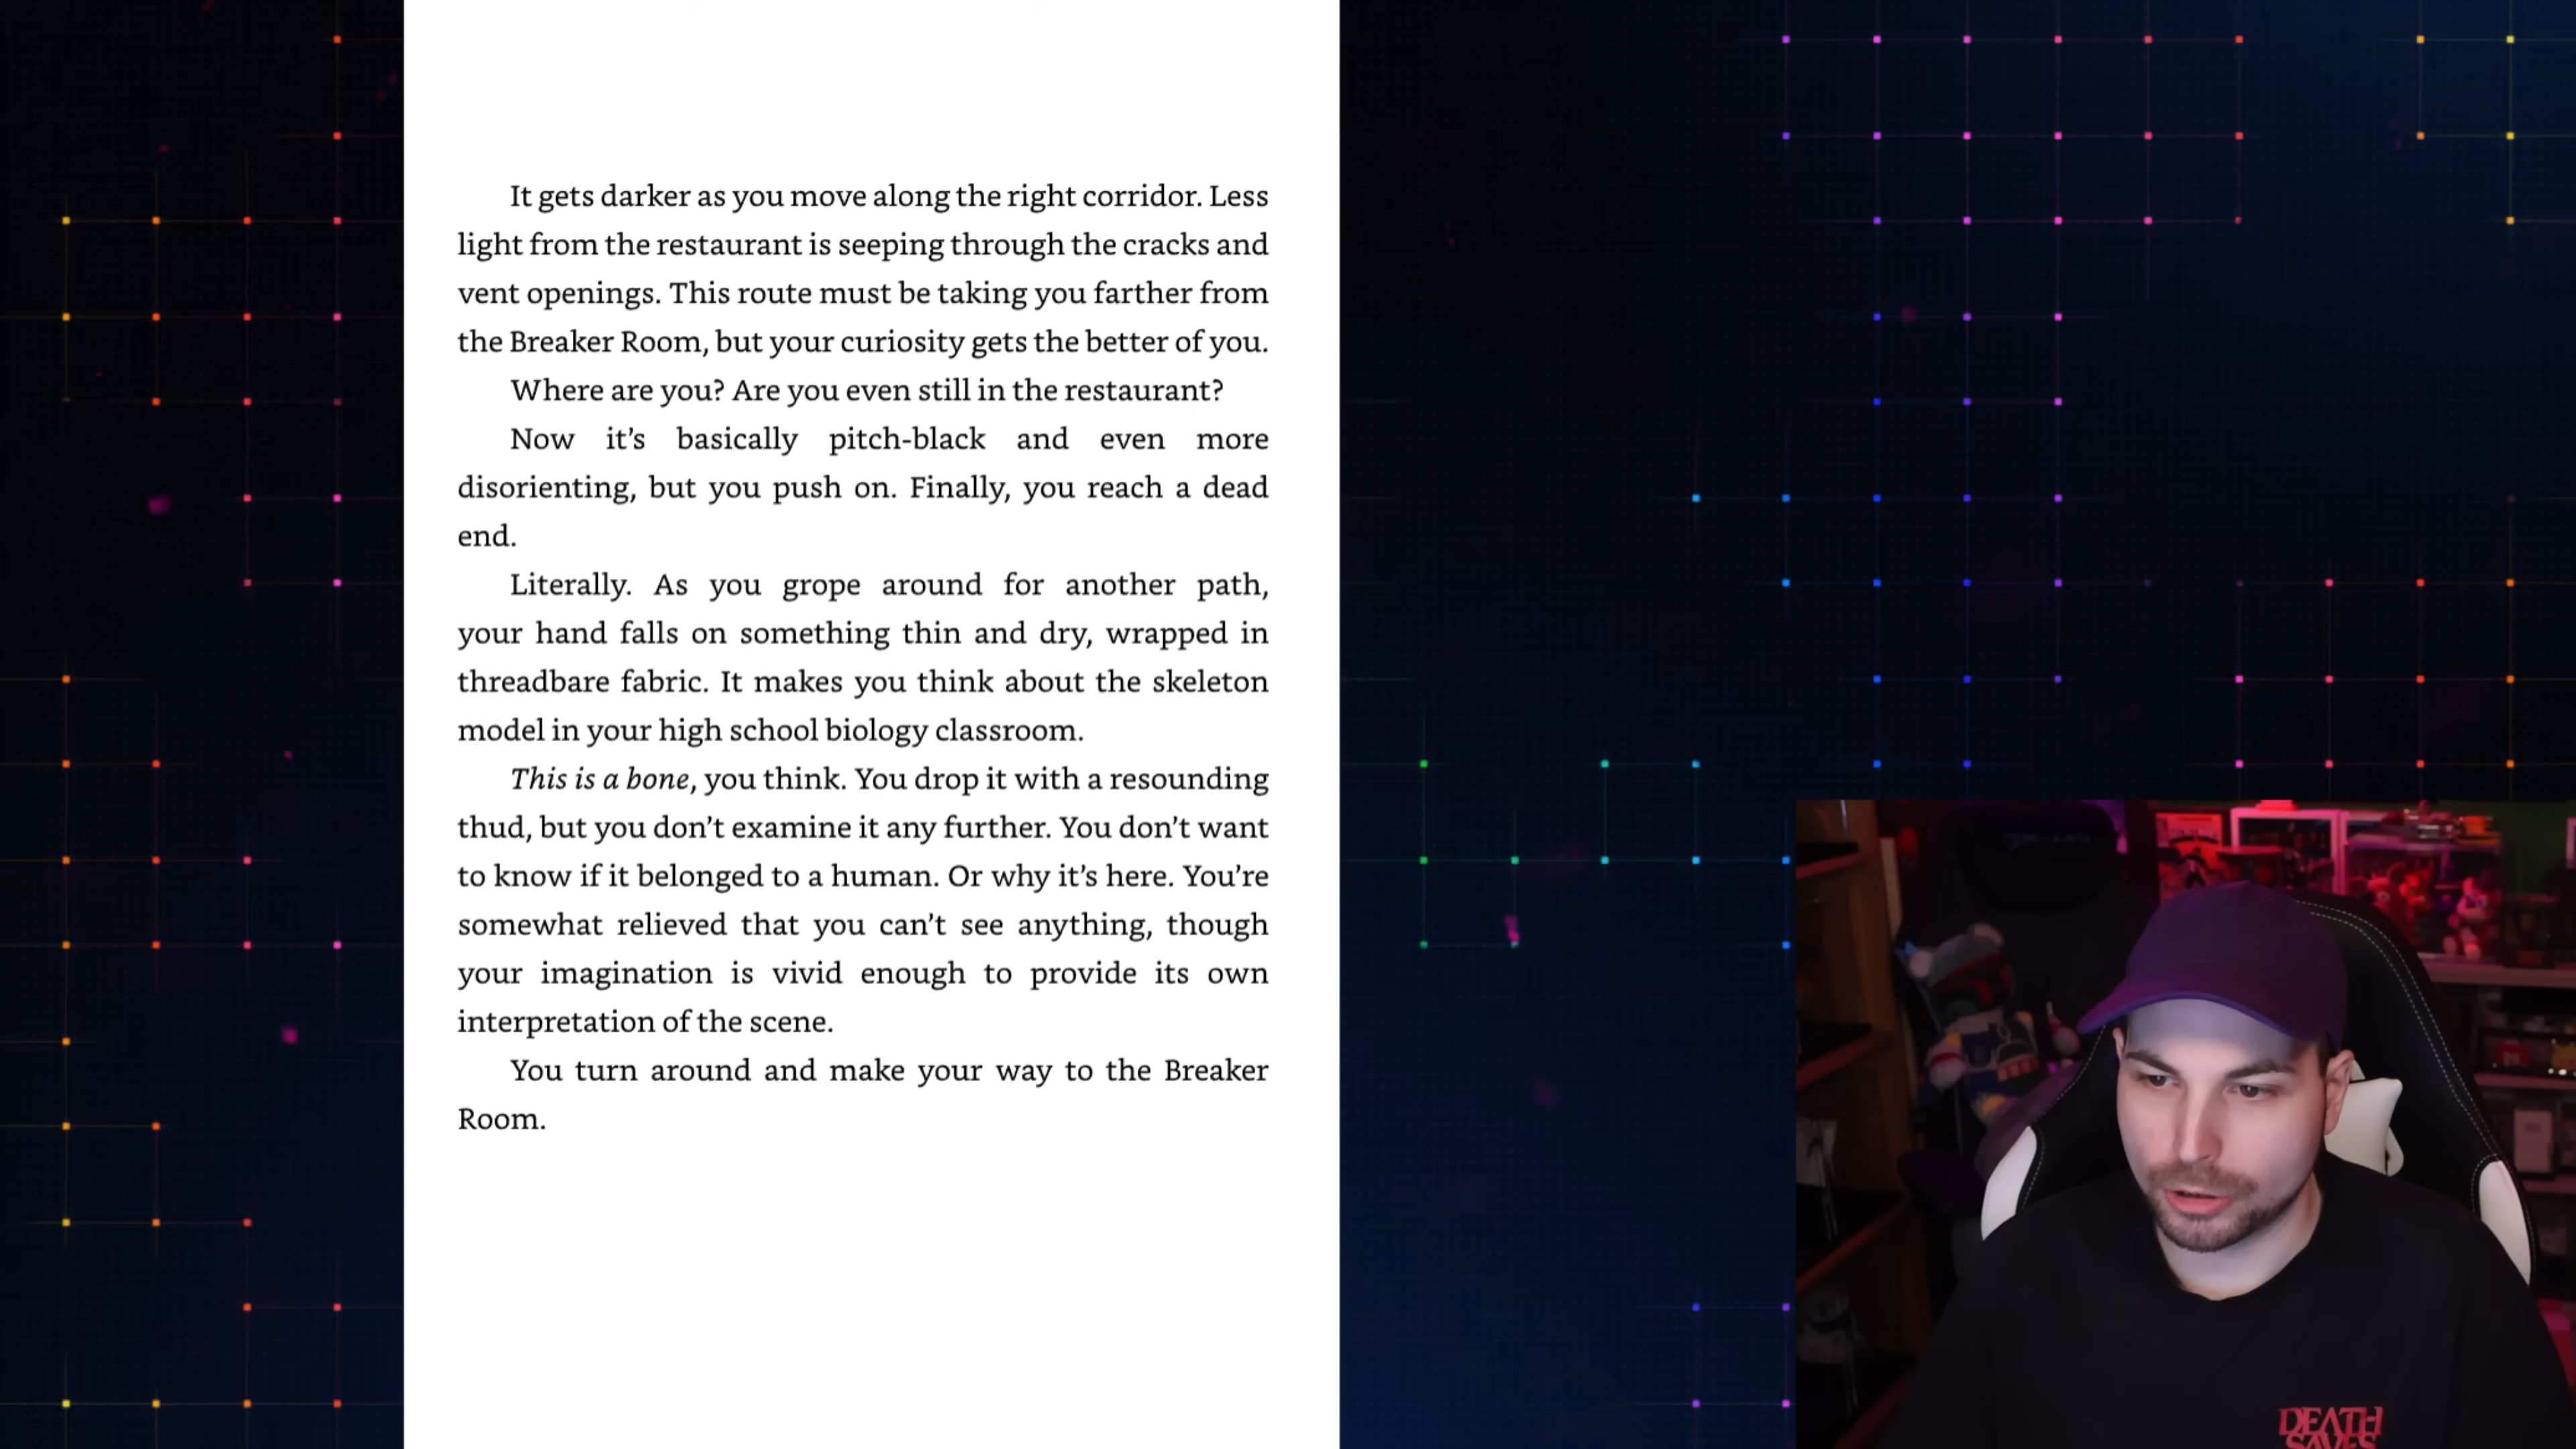 It gets darker as you move along the right corridor. Less
light from the restaurant is seeping through the cracks and
vent openings. This route must be taking you farther from
the Breaker Room, but your curiosity gets the better of you.
Where are you? Are you even still in the restaurant?
Now it’s basically pitch-black and even more
disorienting, but you push on. Finally, you reach a dead
end.
Literally. As you grope around for another path,
your hand falls on something thin and dry, wrapped in
threadbare fabric. It makes you think about the skeleton
model in your high school biology classroom.
This is a bone, you think. You drop it with a resounding
thud, but you don’t examine it any further. You don’t want
to know if it belonged to a human. Or why it’s here. You’re
somewhat relieved that you can’t see anything, though
your imagination is vivid enough to provide its own
interpretation of the scene.
You turn around and make your way to the Breaker
Room.
DEATH
SAVES